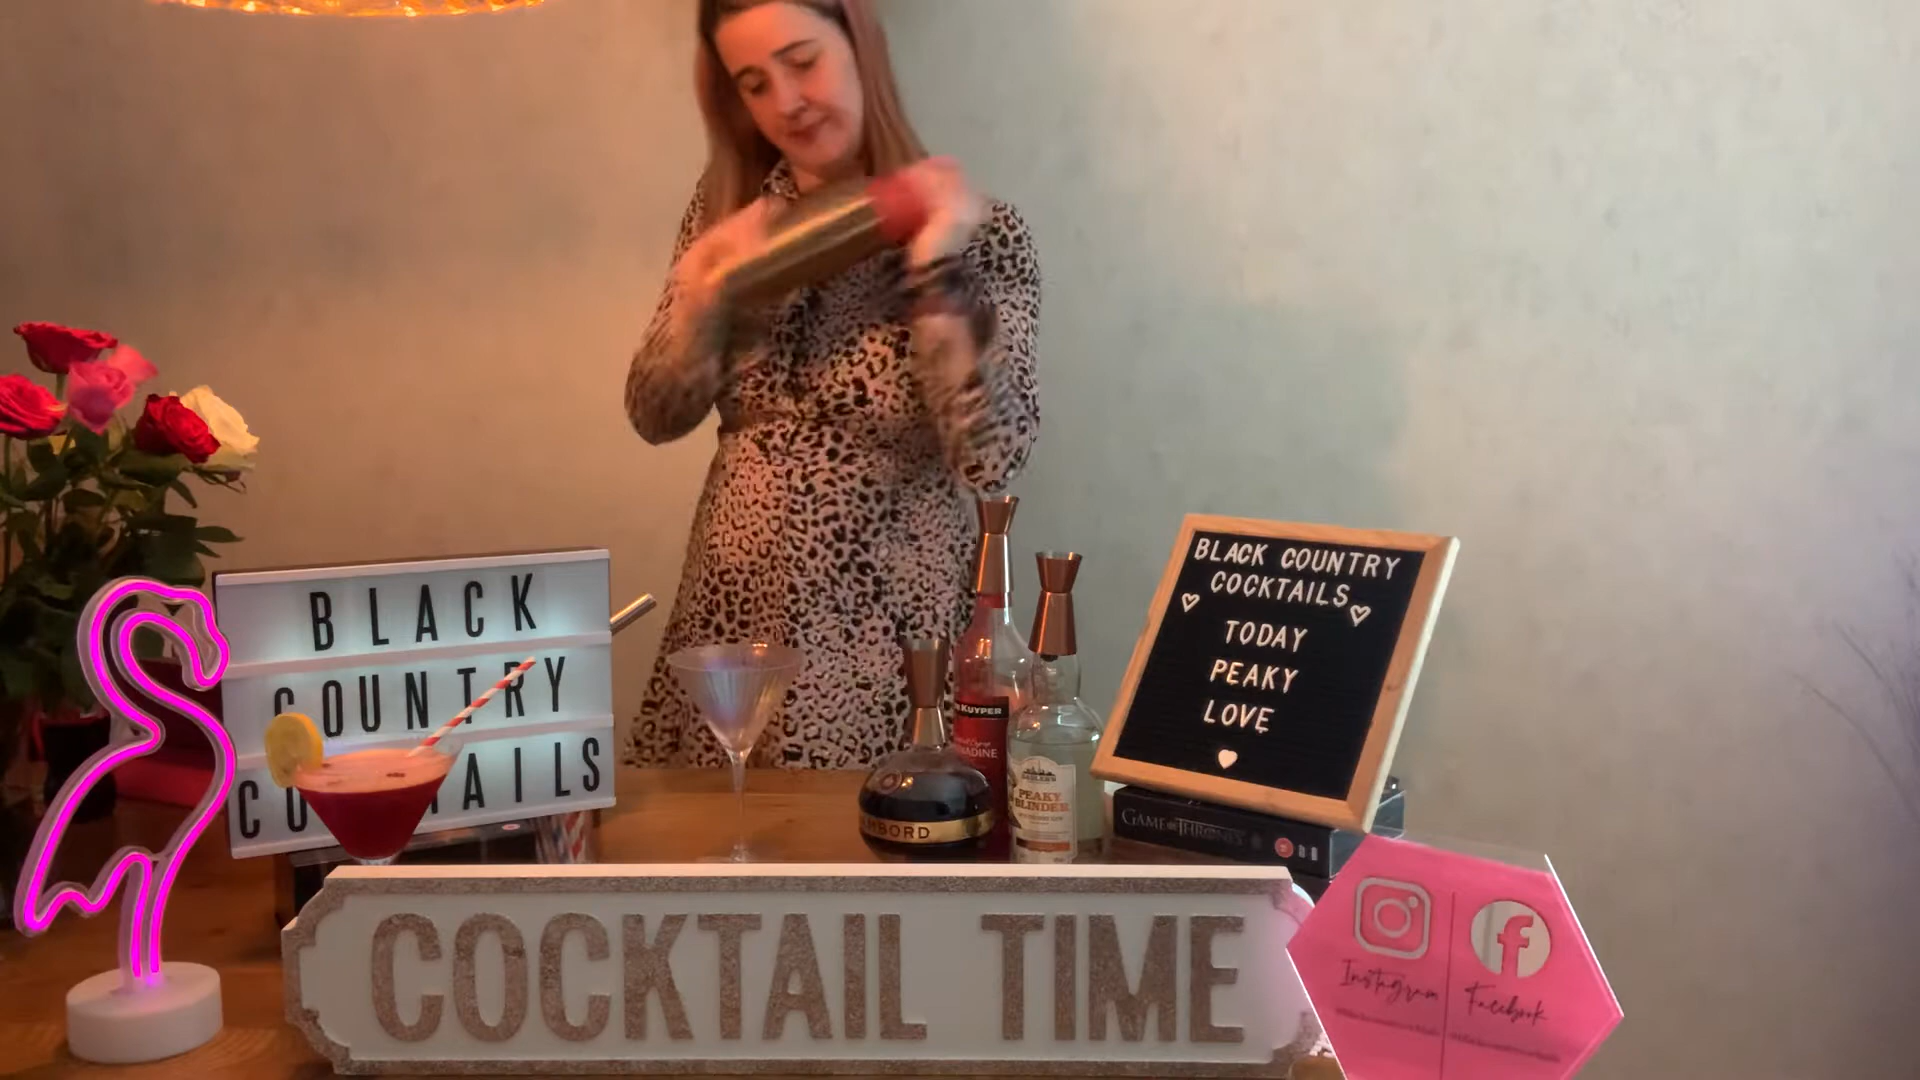 BLACK
COUNTRY
BLACK COUNTRY
COCKTAILS
TODAY
PEAKY
LOVE
KUYPER
PEAKY
BLINDER
MBORD
GAME OF THRONES
COCKTAIL TIME
Instagram
Facebook